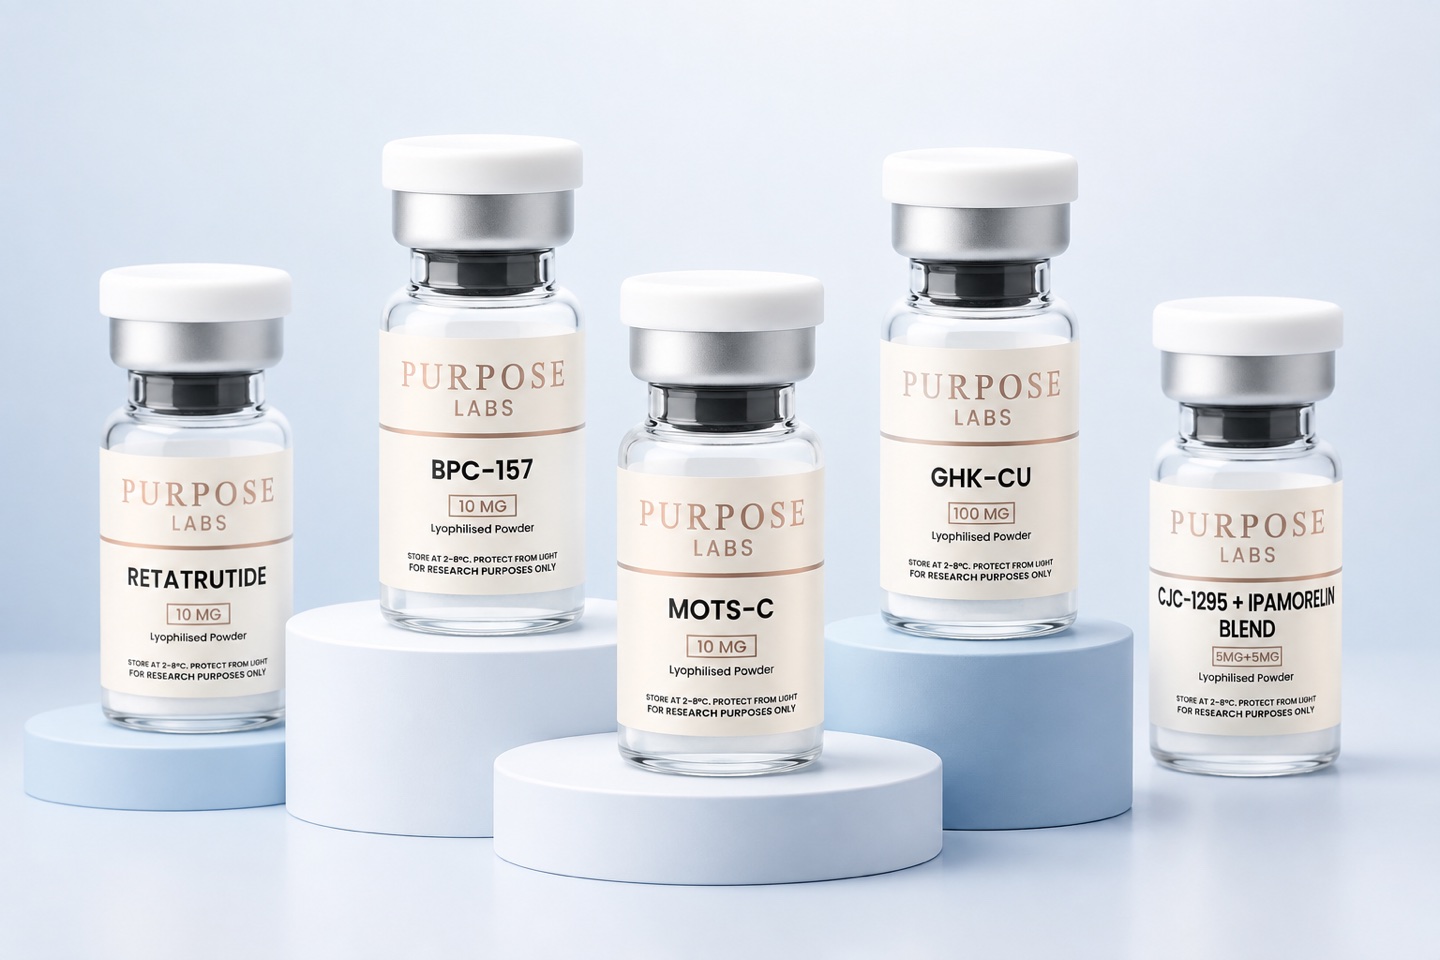 PURPOSE
LABS
RETATRUTIDE
10 MG
Lyophilised Powder
STORE AT 2-8ºC. PROTECT FROM LIGHT
FOR RESEARCH PURPOSES ONLY
PURPOSE
LABS
BPC-157
10 MG
Lyophilised Powder
STORE AT 2-8ºC. PROTECT FROM LIGHT
FOR RESEARCH PURPOSES ONLY
PURPOSE
LABS
MOTS-C
10 MG
Lyophilised Powder
STORE AT 2-8ºC. PROTECT FROM LIGHT
FOR RESEARCH PURPOSES ONLY
PURPOSE
LABS
GHK-CU
100 MG
Lyophilised Powder
STORE AT 2-8ºC. PROTECT FROM LIGHT
FOR RESEARCH PURPOSES ONLY
PURPOSE
LABS
CJC-1295 + IPAMORELIN
BLEND
5MG+5MG
Lyophilised Powder
STORE AT 2-8ºC. PROTECT FROM LIGHT
FOR RESEARCH PURPOSES ONLY